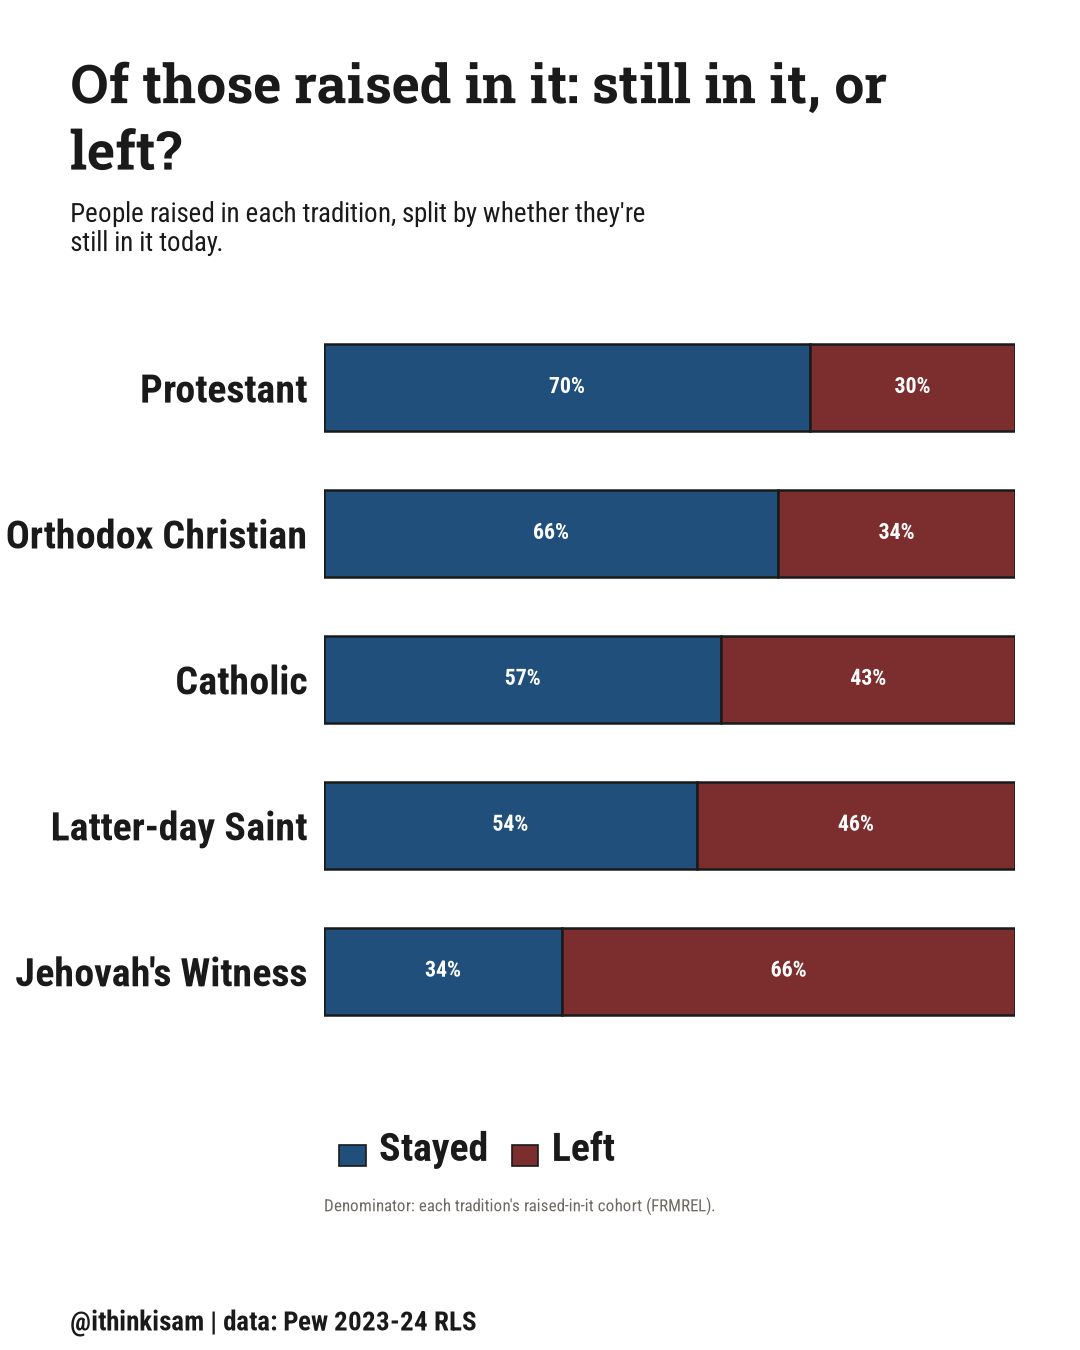 Of those raised in it: still in it, or
left?
People raised in each tradition, split by whether they're
still in it today.
Protestant 70% 30%
Orthodox Christian 66% 34%
Catholic 57% 43%
Latter-day Saint 54% 46%
Jehovah's Witness 34% 66%
Stayed Left
Denominator: each tradition's raised-in-it cohort (FRMREL).
@ithinkisam | data: Pew 2023-24 RLS